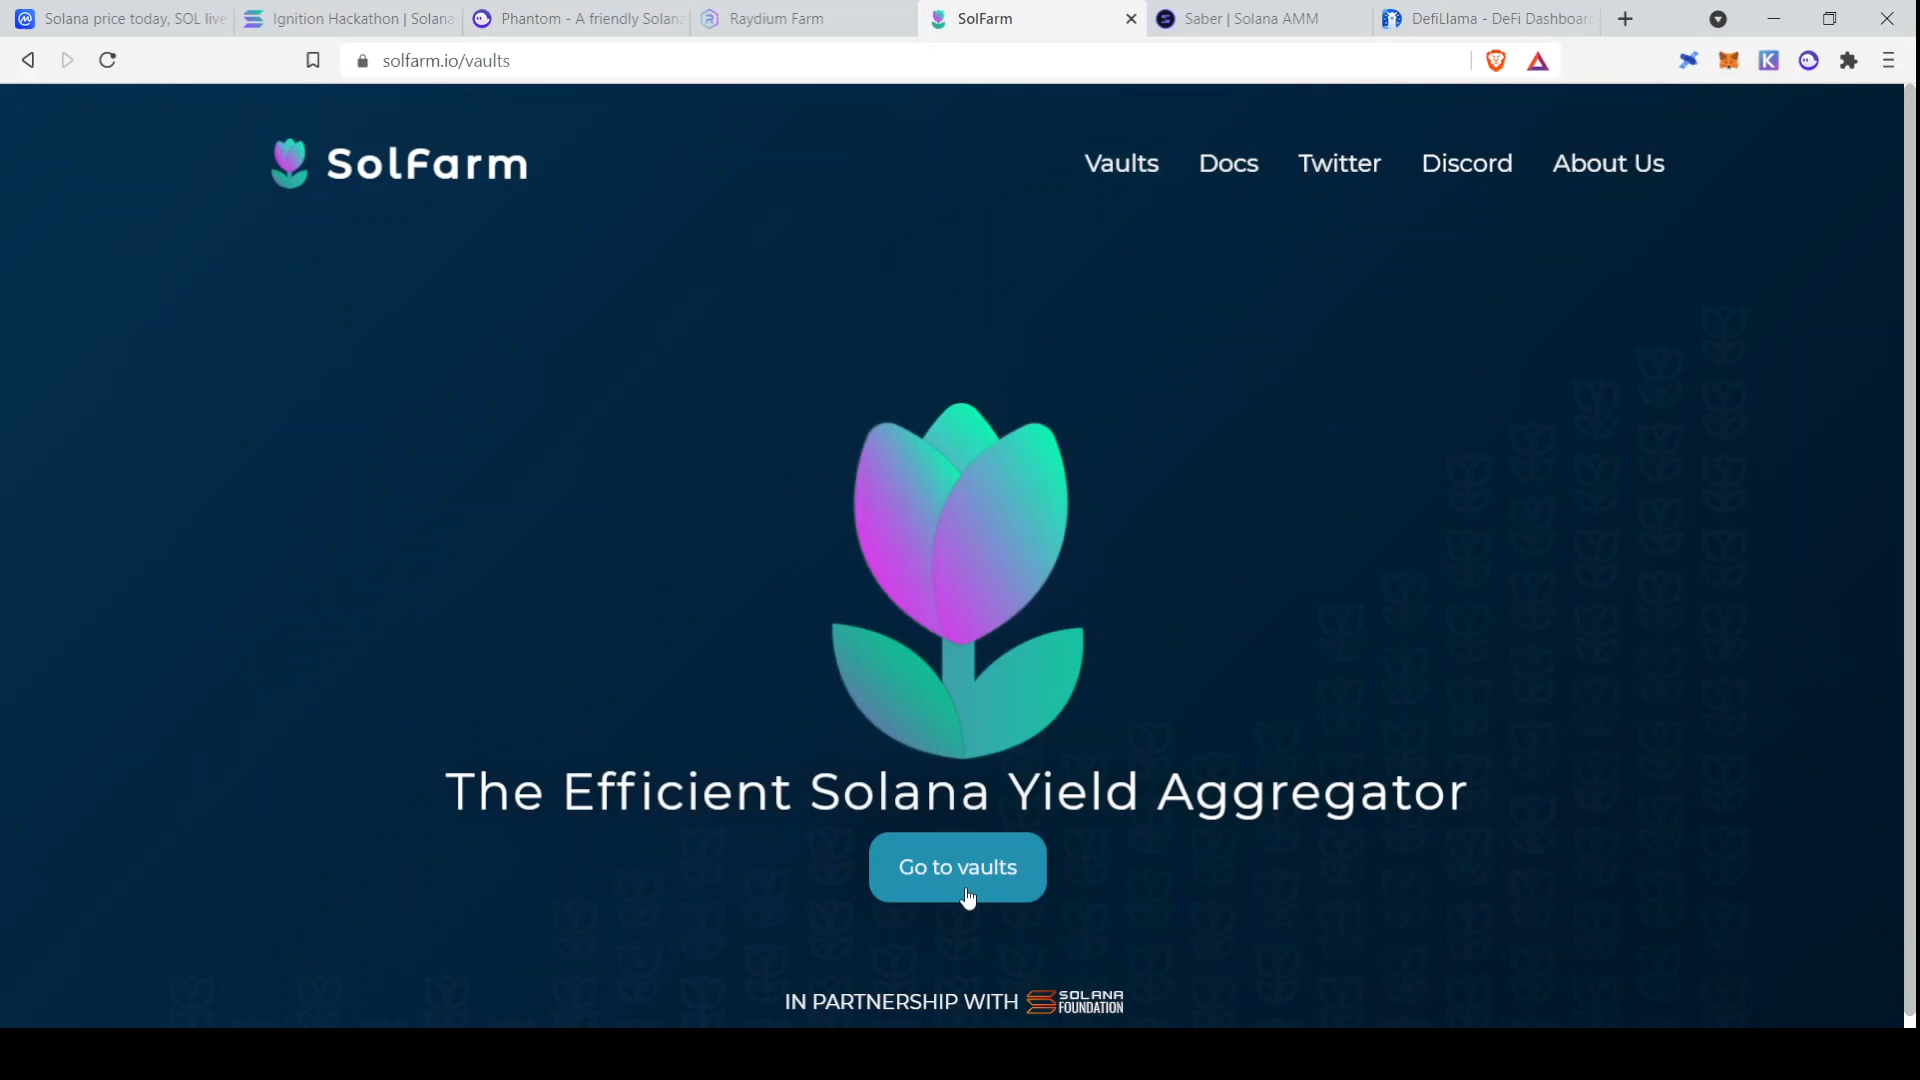 Solana price today, SOL live
Ignition Hackathon | Solana
Phantom - A friendly Solan
Raydium Farm
SolFarm
Saber | Solana AMM
DefiLlama - DeFi Dashboard
solfarm.io/vaults
K
SolFarm
Vaults
Docs
Twitter
Discord
About Us
The Efficient Solana Yield Aggregator
Go to vaults
IN PARTNERSHIP WITH SOLANA FOUNDATION